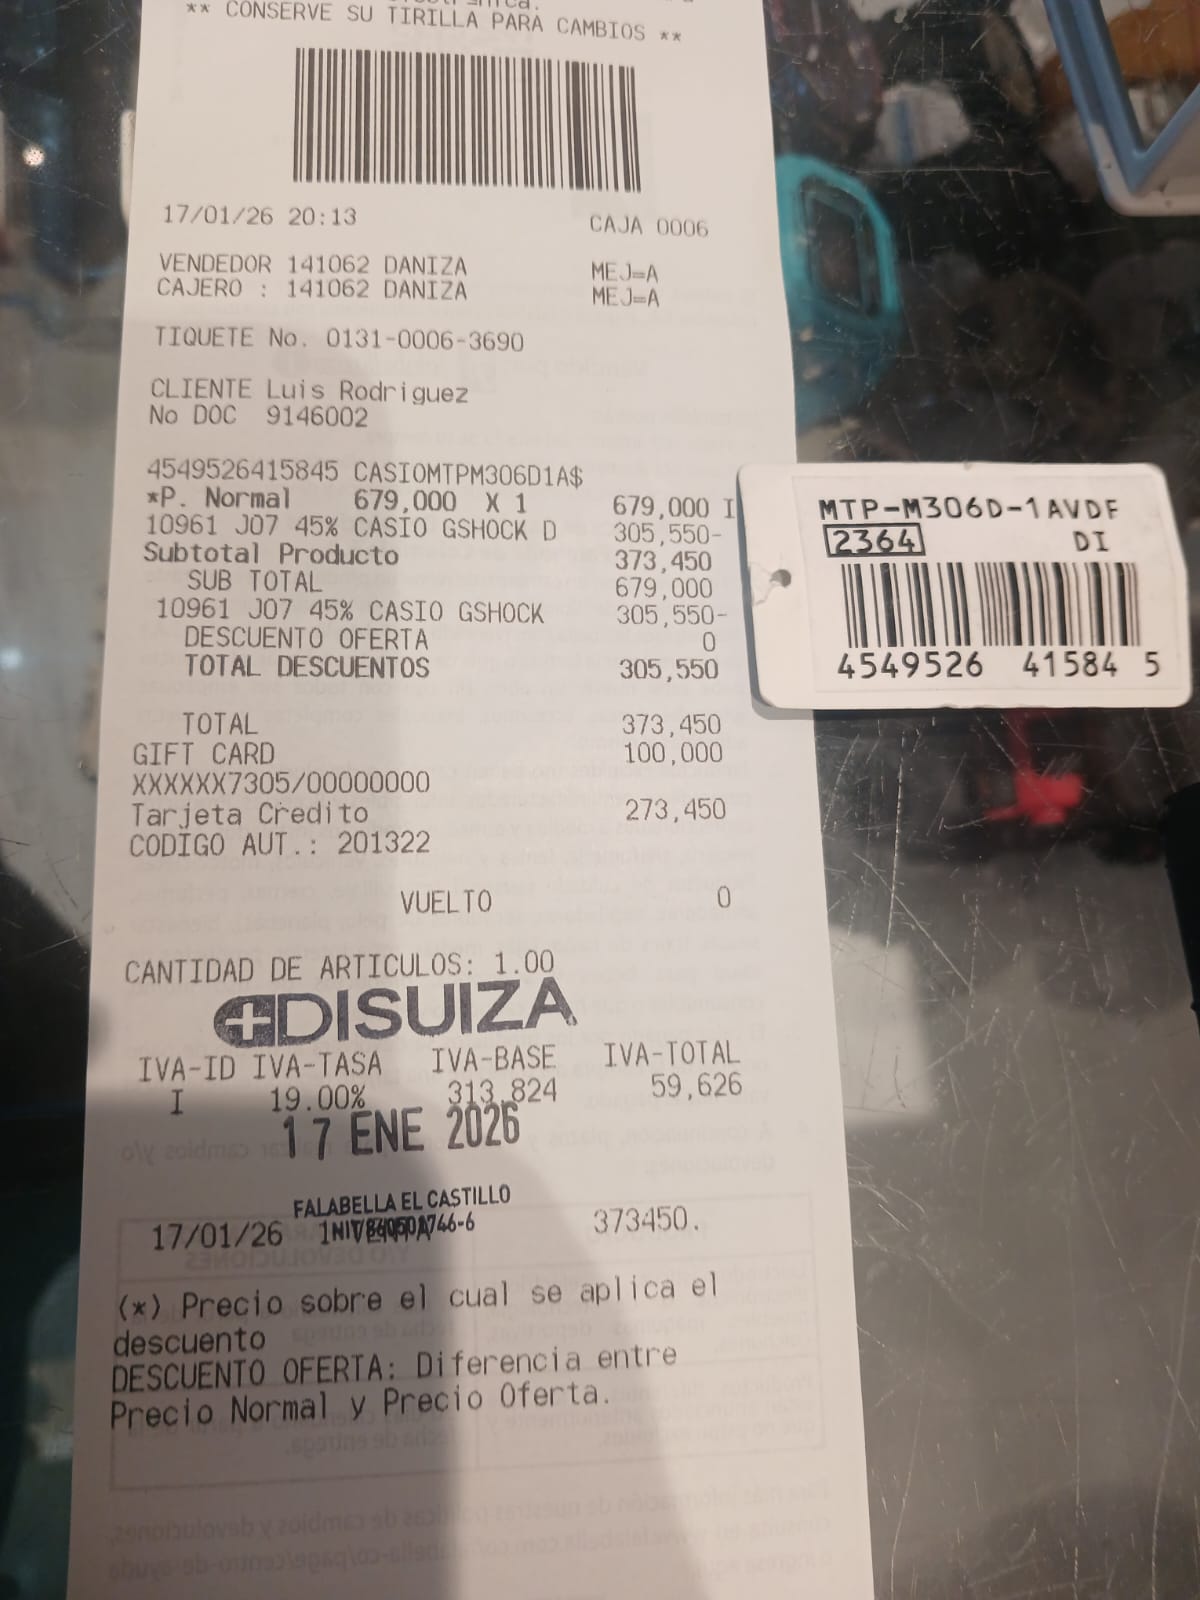 ** CONSERVE SU TIRILLA PARA CAMBIOS **
17/01/26 20:13 CAJA 0006
VENDEDOR 141062 DANIZA MEJ=A
CAJERO : 141062 DANIZA MEJ=A
TIQUETE No. 0131-0006-3690
CLIENTE Luis Rodriguez
No DOC 9146002
4549526415845 CASIOMTPM306D1A$
*P. Normal 679,000 X 1 679,000 I
10961 J07 45% CASIO GSHOCK D 305,550-
Subtotal Producto 373,450
SUB TOTAL 679,000
10961 J07 45% CASIO GSHOCK 305,550-
DESCUENTO OFERTA 0
TOTAL DESCUENTOS 305,550
TOTAL 373,450
GIFT CARD 100,000
XXXXXX7305/00000000
Tarjeta Credito 273,450
CODIGO AUT.: 201322
VUELTO 0
CANTIDAD DE ARTICULOS: 1.00
DISUIZA
IVA-ID IVA-TASA IVA-BASE IVA-TOTAL
I 19.00% 313,824 59,626
17 ENE 2026
FALABELLA EL CASTILLO
17/01/26 373450.
(*) Precio sobre el cual se aplica el
descuento
DESCUENTO OFERTA: Diferencia entre
Precio Normal y Precio Oferta.
MTP-M306D-1AVDF
2364 DI
4549526 41584 5